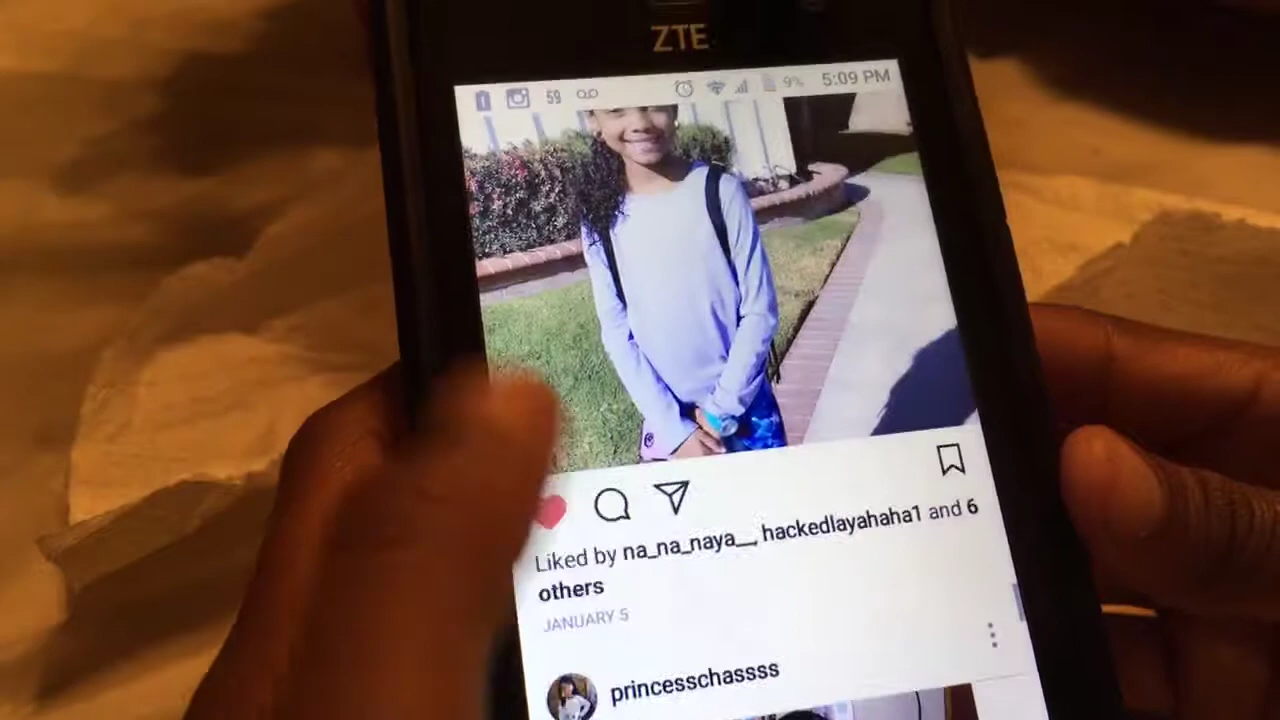 ZTE
59 9% 5:09 PM
Liked by na_na_naya__, hackedlayahaha1 and 6
others
JANUARY 5
princesschassss